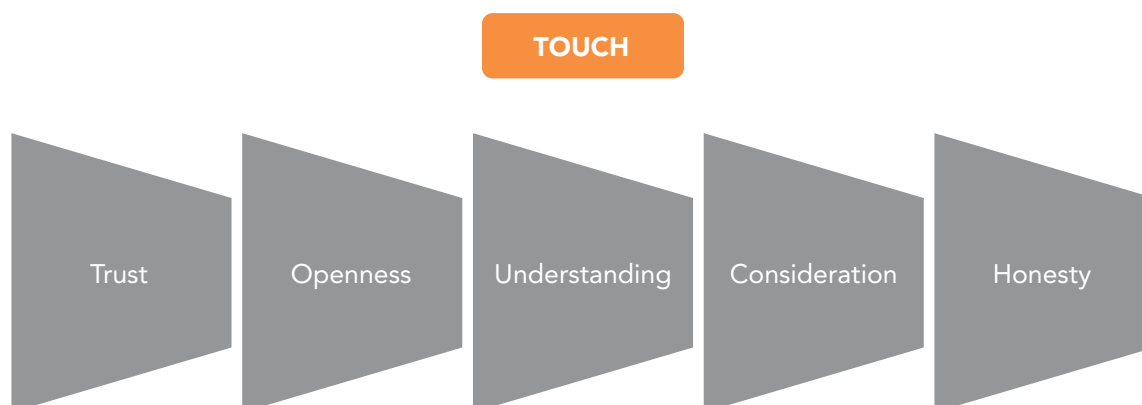 TOUCH
Trust
Openness
Understanding
Consideration
Honesty